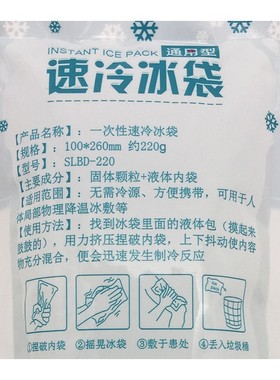 INSTANT ICE PACK 通用型
速冷冰袋
【产品名称】：一次性速冷冰袋
【规格】：100*260mm 约220g
【型号】：SLBD-220
【主要成分】：固体颗粒+液体内袋
【适用范围】：无需冷源、方便携带，可用于人
体局部物理降温冰敷等
【使用方法】：找到冰袋里面的液体包（摸起来
鼓鼓的），用力挤压捏破内袋，上下抖动使内容
物充分混合，便会迅速发生制冷反应
①捏破内袋 ②摇晃冰袋 ③敷于患处 ④丢入垃圾桶